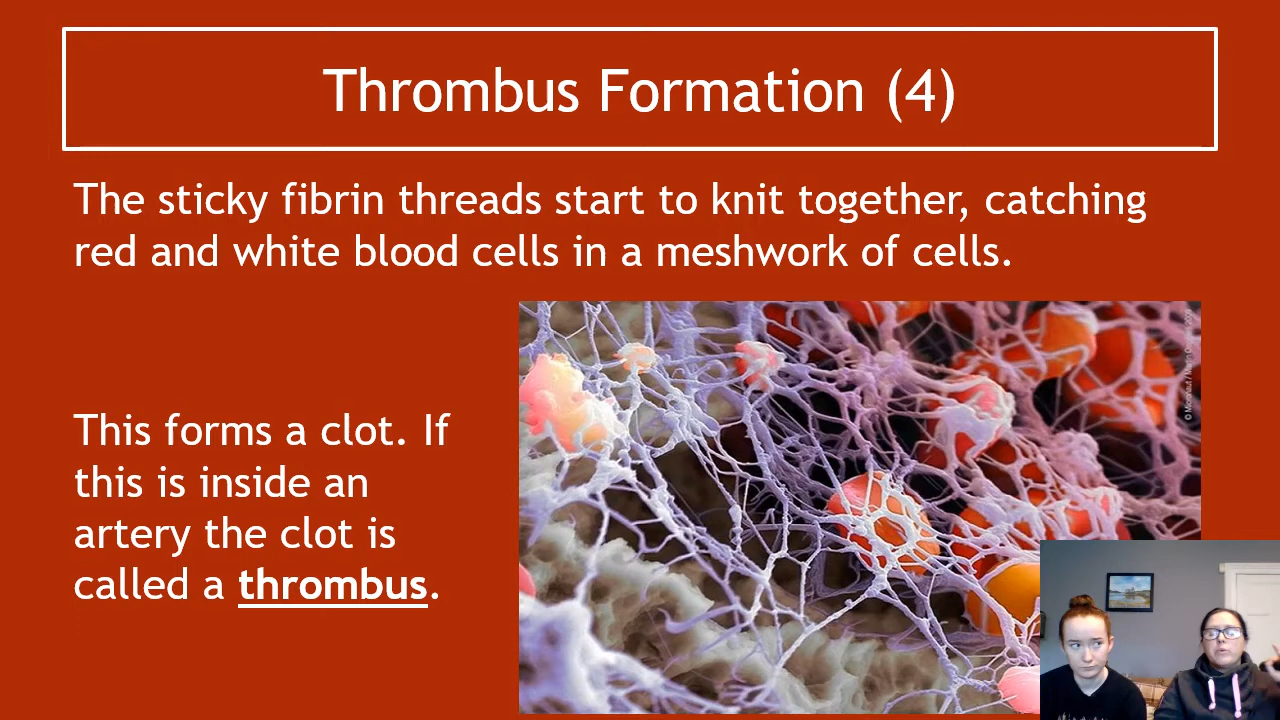 Thrombus Formation (4)
The sticky fibrin threads start to knit together, catching
red and white blood cells in a meshwork of cells.
This forms a clot. If
this is inside an
artery the clot is
called a thrombus.